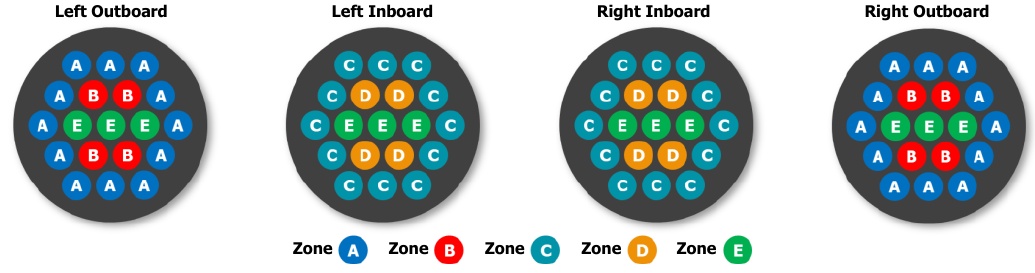 Left Outboard Left Inboard Right Inboard Right Outboard
A A A C C C C C C A A A
A B B A C D D C C D D C A B B A
A E E E A C E E E C C E E E C A E E E A
A B B A C D D C C D D C A B B A
A A A C C C C C C A A A
Zone A Zone B Zone C Zone D Zone E